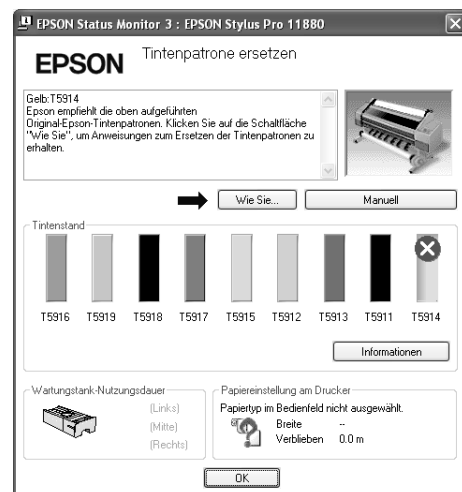 EPSON Status Monitor 3 : EPSON Stylus Pro 11880
EPSON
Tintenpatrone ersetzen
Gelb:T5914
Epson empfiehlt die oben aufgeführten
Original-Epson-Tintenpatronen. Klicken Sie auf die Schaltfläche
"Wie Sie", um Anweisungen zum Ersetzen der Tintenpatronen zu
erhalten.
Wie Sie... Manuell
Tintenstand
T5916 T5919 T5918 T5917 T5915 T5912 T5913 T5911 T5914
Informationen
Wartungstank-Nutzungsdauer
(Links)
(Mitte)
(Rechts)
Papiereinstellung am Drucker
Papiertyp im Bedienfeld nicht ausgewählt.
Breite --
Verblieben 0.0 m
OK